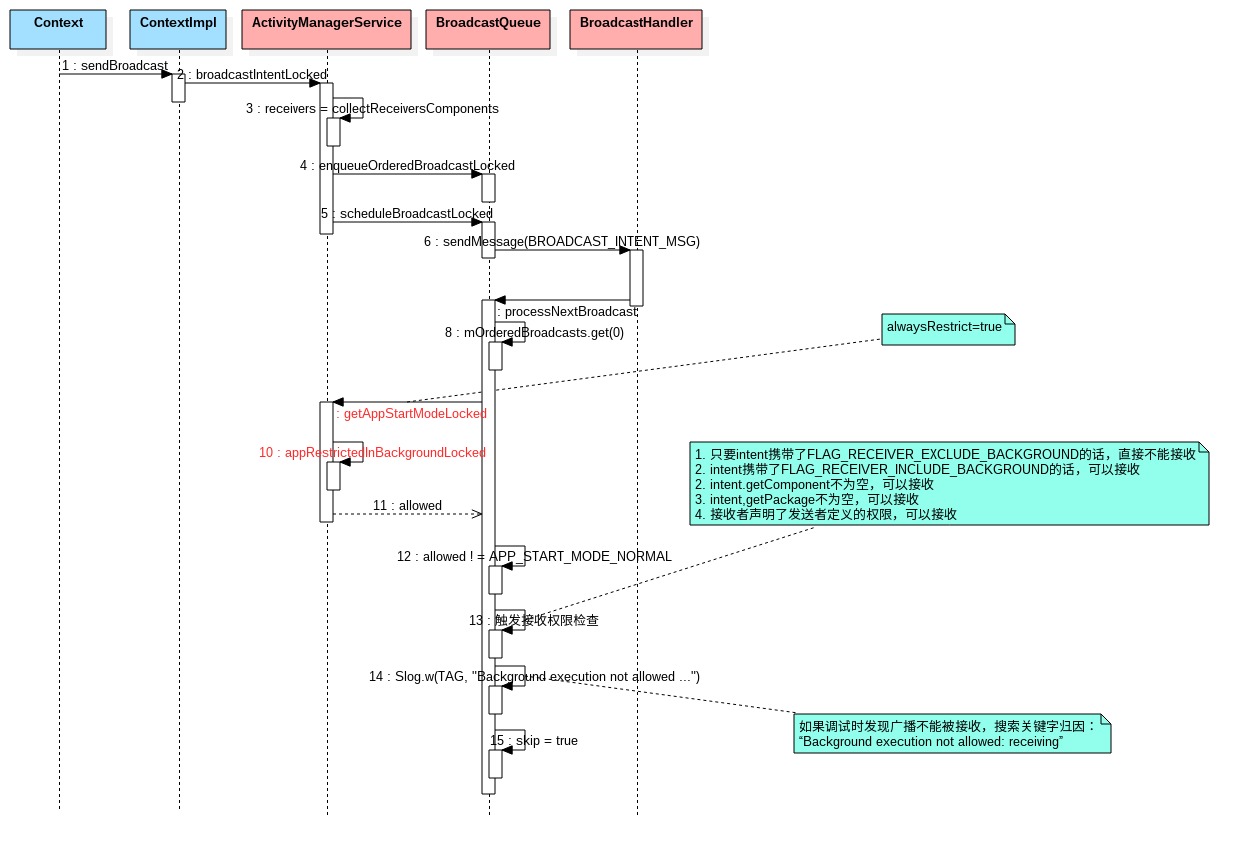 Context
ContextImpl
ActivityManagerService
BroadcastQueue
BroadcastHandler
1 : sendBroadcast
2 : broadcastIntentLocked
3 : receivers = collectReceiversComponents
4 : enqueueOrderedBroadcastLocked
5 : scheduleBroadcastLocked
6 : sendMessage(BROADCAST_INTENT_MSG)
: processNextBroadcast
alwaysRestrict=true
8 : mOrderedBroadcasts.get(0)
: getAppStartModeLocked
10 : appRestrictedInBackgroundLocked
1. 只要intent携带了FLAG_RECEIVER_EXCLUDE_BACKGROUND的话，直接不能接收
2. intent携带了FLAG_RECEIVER_INCLUDE_BACKGROUND的话，可以接收
2. intent.getComponent不为空，可以接收
3. intent,getPackage不为空，可以接收
4. 接收者声明了发送者定义的权限，可以接收
11 : allowed
12 : allowed ! = APP_START_MODE_NORMAL
13 : 触发接收权限检查
14 : Slog.w(TAG, "Background execution not allowed ...")
如果调试时发现广播不能被接收，搜索关键字归因：
“Background execution not allowed: receiving”
15 : skip = true